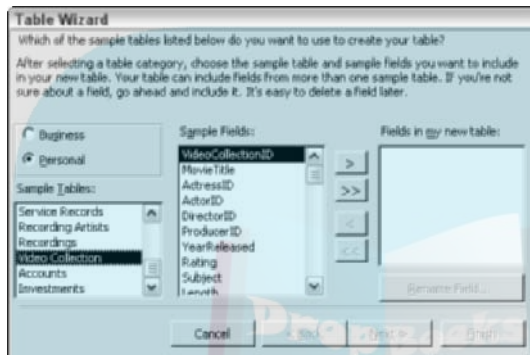 Table Wizard
Which of the sample tables listed below do you want to use to create your table?
After selecting a table category, choose the sample table and sample fields you want to include
in your new table. Your table can include fields from more than one sample table. If you're not
sure about a field, go ahead and include it. It's easy to delete a field later.
Business
Personal
Sample Tables:
Service Records
Recording Artists
Recordings
Video Collection
Accounts
Investments
Sample Fields:
VideoCollectionID
MovieTitle
ActressID
ActorID
DirectorID
ProducerID
YearReleased
Rating
Subject
Length
>
>>
<
<<
Fields in my new table:
Rename Field...
Cancel
< Back
Next >
Finish